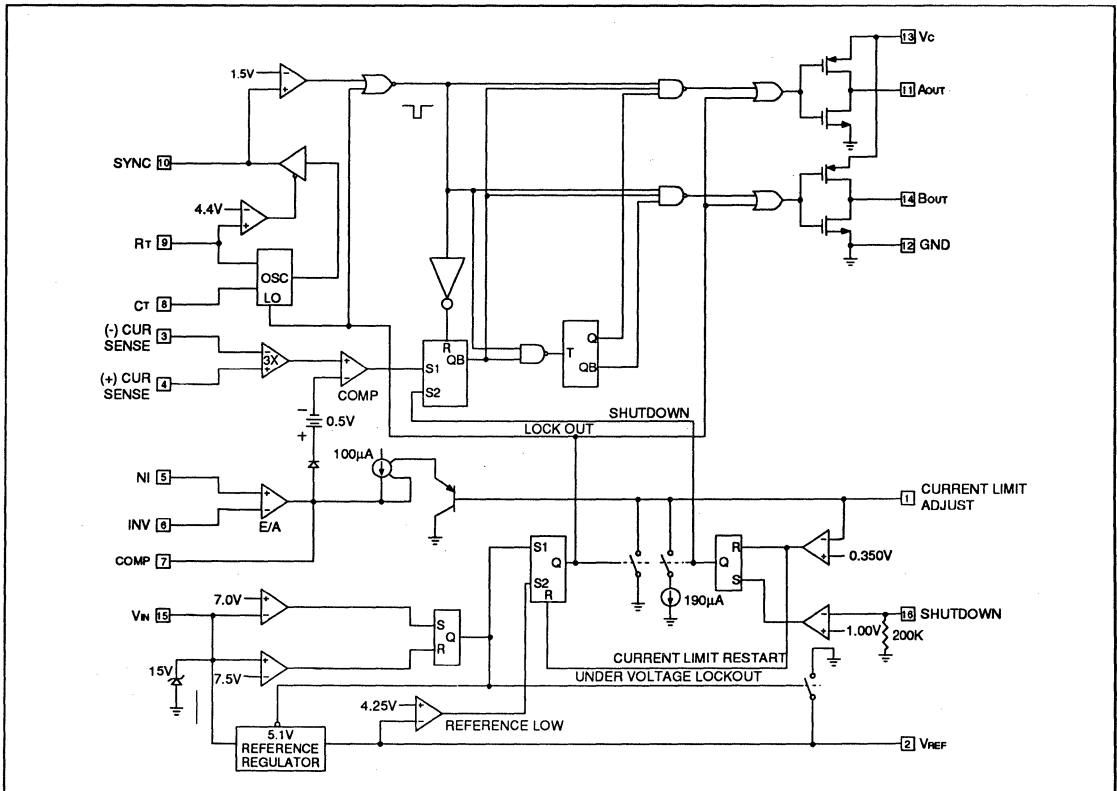 13 VC
1.5V
11 AOUT
SYNC 10
4.4V
14 BOUT
RT 9
12 GND
OSC
LO
CT 8
(-) CUR
SENSE 3
3X
(+) CUR
SENSE 4
COMP
R
QB
S1
S2
T
Q
QB
SHUTDOWN
LOCK OUT
0.5V
100µA
NI 5
INV 6
E/A
COMP 7
1 CURRENT LIMIT
ADJUST
S1
Q
S2
R
R
Q
S
0.350V
190µA
VIN 15
7.0V
S
Q
R
16 SHUTDOWN
1.00V
200K
CURRENT LIMIT RESTART
UNDER VOLTAGE LOCKOUT
15V
7.5V
4.25V
REFERENCE LOW
5.1V
REFERENCE
REGULATOR
2 VREF